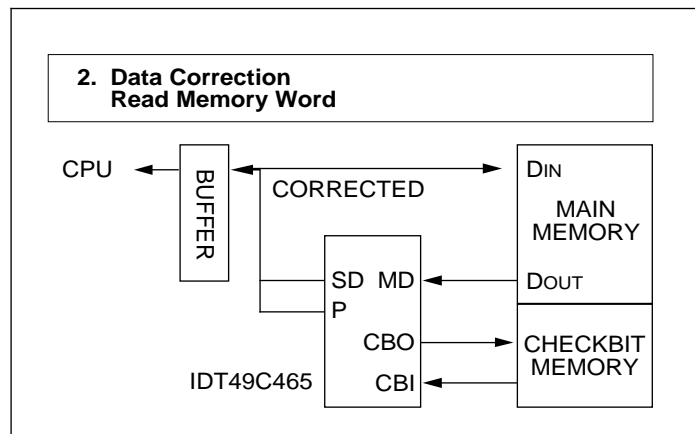 2. Data Correction
Read Memory Word
CPU
BUFFER
CORRECTED
DIN
MAIN
MEMORY
SD MD
DOUT
P
CBO
CHECKBIT
MEMORY
IDT49C465
CBI